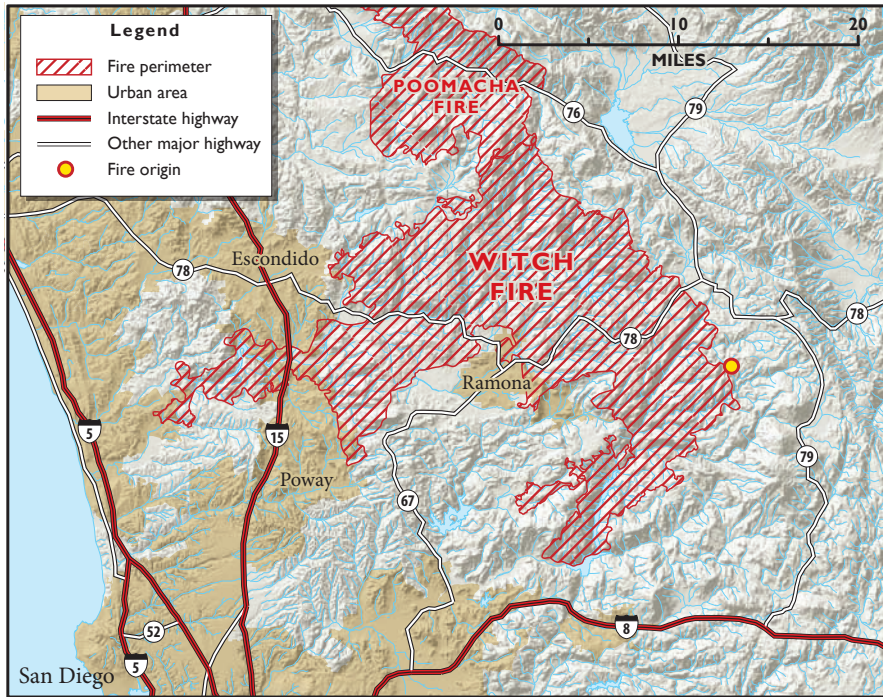 Legend
Fire perimeter
Urban area
Interstate highway
Other major highway
Fire origin
0 10 20
MILES
POOMACHA
FIRE
76
79
Escondido
WITCH
FIRE
78
78
78
Ramona
5
15
Poway
79
67
52
8
5
San Diego